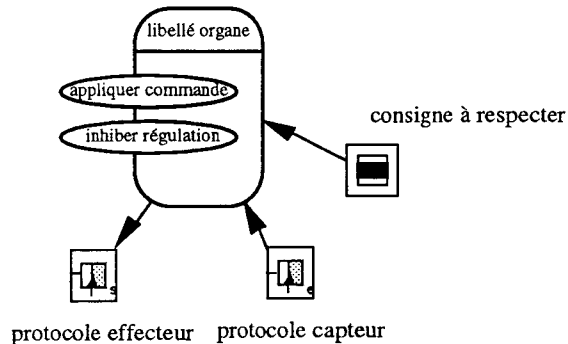 libellé organe
appliquer commande
inhiber régulation
consigne à respecter
s
e
protocole effecteur
protocole capteur